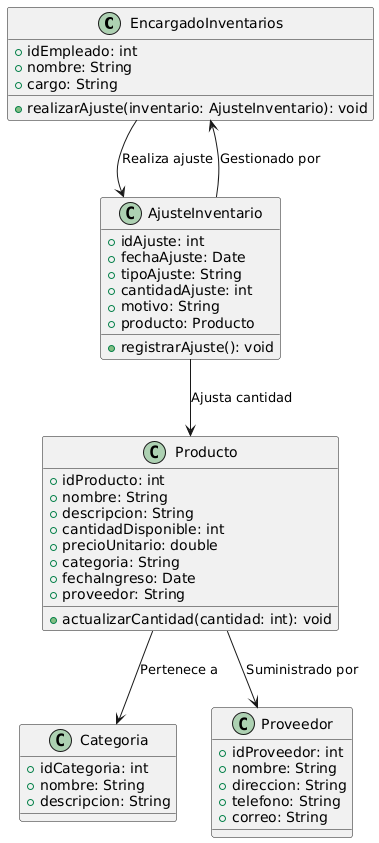 C EncargadoInventarios
idEmpleado: int
nombre: String
cargo: String
realizarAjuste(inventario: AjusteInventario): void
Realiza ajuste
Gestionado por
C AjusteInventario
idAjuste: int
fechaAjuste: Date
tipoAjuste: String
cantidadAjuste: int
motivo: String
producto: Producto
registrarAjuste(): void
Ajusta cantidad
C Producto
idProducto: int
nombre: String
descripcion: String
cantidadDisponible: int
precioUnitario: double
categoria: String
fechaIngreso: Date
proveedor: String
actualizarCantidad(cantidad: int): void
Pertenece a
Suministrado por
C Categoria
idCategoria: int
nombre: String
descripcion: String
C Proveedor
idProveedor: int
nombre: String
direccion: String
telefono: String
correo: String